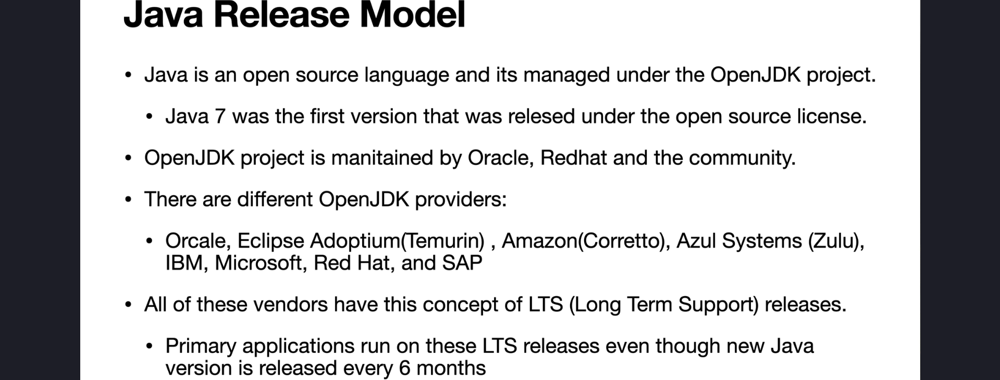 Java Release Model
• Java is an open source language and its managed under the OpenJDK project.
• Java 7 was the first version that was relesed under the open source license.
• OpenJDK project is manitained by Oracle, Redhat and the community.
• There are different OpenJDK providers:
• Orcale, Eclipse Adoptium(Temurin) , Amazon(Corretto), Azul Systems (Zulu),
IBM, Microsoft, Red Hat, and SAP
• All of these vendors have this concept of LTS (Long Term Support) releases.
• Primary applications run on these LTS releases even though new Java
version is released every 6 months